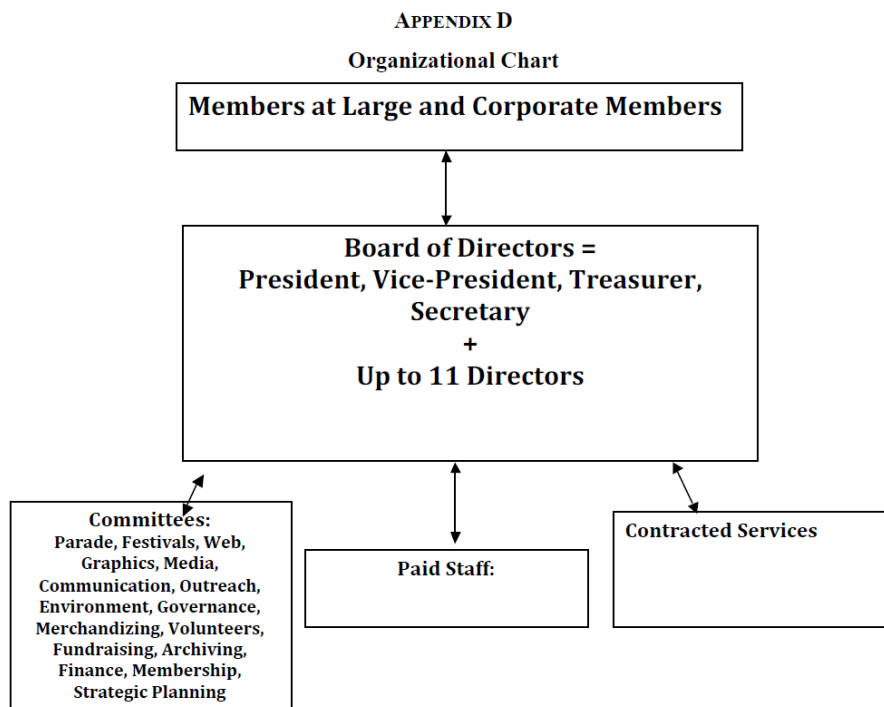 APPENDIX D
Organizational Chart
Members at Large and Corporate Members
Board of Directors =
President, Vice-President, Treasurer,
Secretary
+
Up to 11 Directors
Committees:
Parade, Festivals, Web,
Graphics, Media,
Communication, Outreach,
Environment, Governance,
Merchandizing, Volunteers,
Fundraising, Archiving,
Finance, Membership,
Strategic Planning
Paid Staff:
Contracted Services